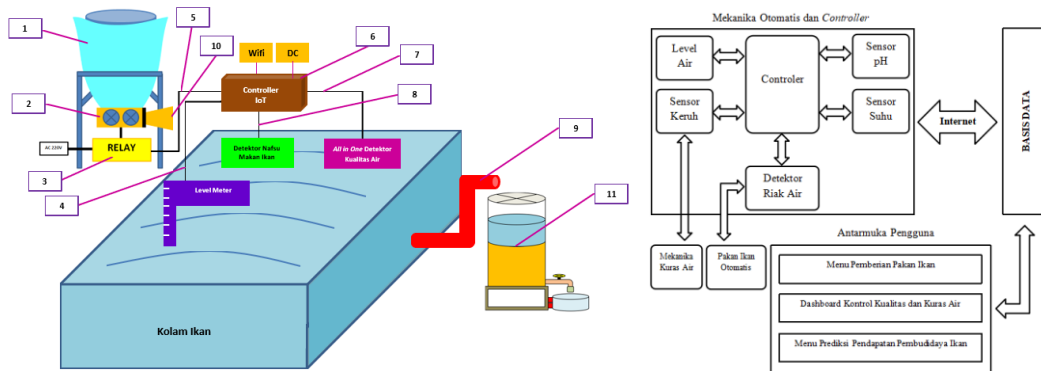 1
5
6
10
7
Wifi
DC
Controller
IoT
8
2
9
AC 220V
RELAY
Detektor Nafsu
Makan Ikan
All in One Detektor
Kualitas Air
3
Level Meter
4
11
Kolam Ikan
Mekanika Otomatis dan Controller
Level
Air
Controler
Sensor
pH
Sensor
Keruh
Sensor
Suhu
Detektor
Riak Air
Internet
BASIS DATA
Mekanika
Kuras Air
Pakan Ikan
Otomatis
Antarmuka Pengguna
Menu Pemberian Pakan Ikan
Dashboard Kontrol Kualitas dan Kuras Air
Menu Prediksi Pendapatan Pembudidaya Ikan